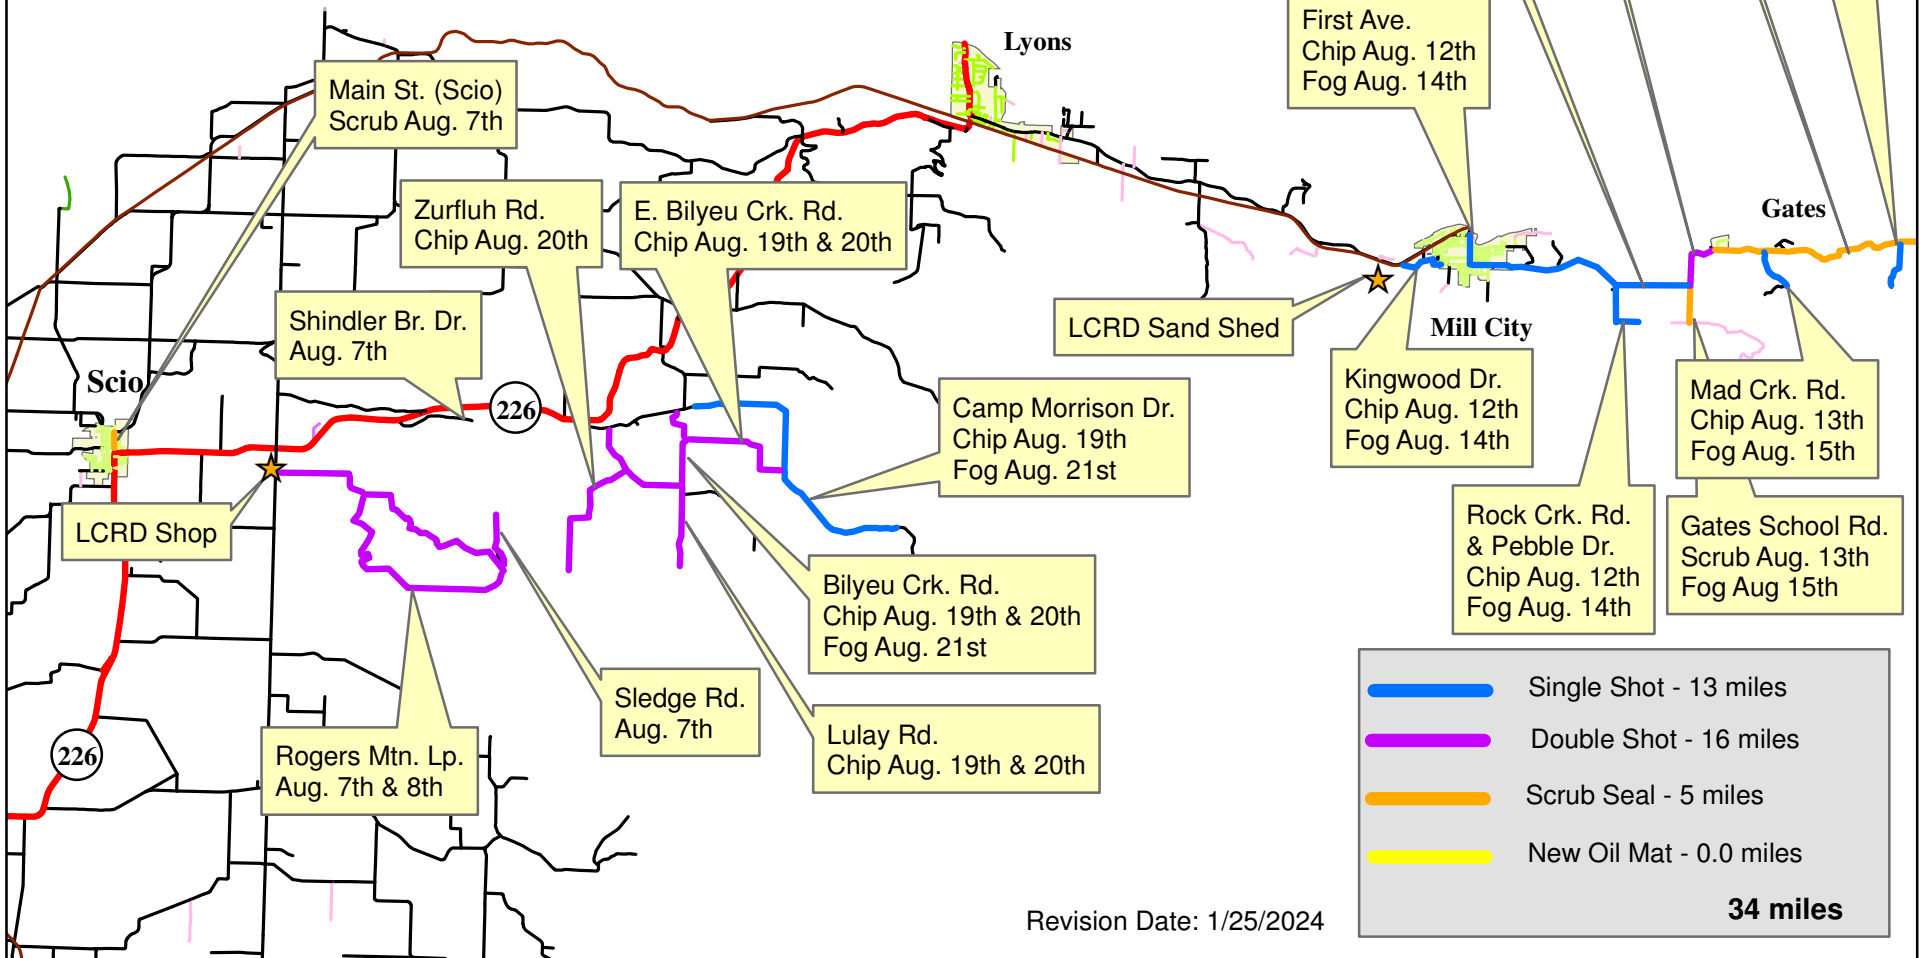 First Ave.
Chip Aug. 12th
Fog Aug. 14th
Lyons
Main St. (Scio)
Scrub Aug. 7th
Zurfluh Rd.
Chip Aug. 20th
E. Bilyeu Crk. Rd.
Chip Aug. 19th & 20th
Gates
Shindler Br. Dr.
Aug. 7th
LCRD Sand Shed
Mill City
Scio
226
Kingwood Dr.
Chip Aug. 12th
Fog Aug. 14th
Mad Crk. Rd.
Chip Aug. 13th
Fog Aug. 15th
Camp Morrison Dr.
Chip Aug. 19th
Fog Aug. 21st
LCRD Shop
Rock Crk. Rd.
& Pebble Dr.
Chip Aug. 12th
Fog Aug. 14th
Gates School Rd.
Scrub Aug. 13th
Fog Aug 15th
Bilyeu Crk. Rd.
Chip Aug. 19th & 20th
Fog Aug. 21st
Sledge Rd.
Aug. 7th
Lulay Rd.
Chip Aug. 19th & 20th
226
Rogers Mtn. Lp.
Aug. 7th & 8th
Single Shot - 13 miles
Double Shot - 16 miles
Scrub Seal - 5 miles
New Oil Mat - 0.0 miles
34 miles
Revision Date: 1/25/2024